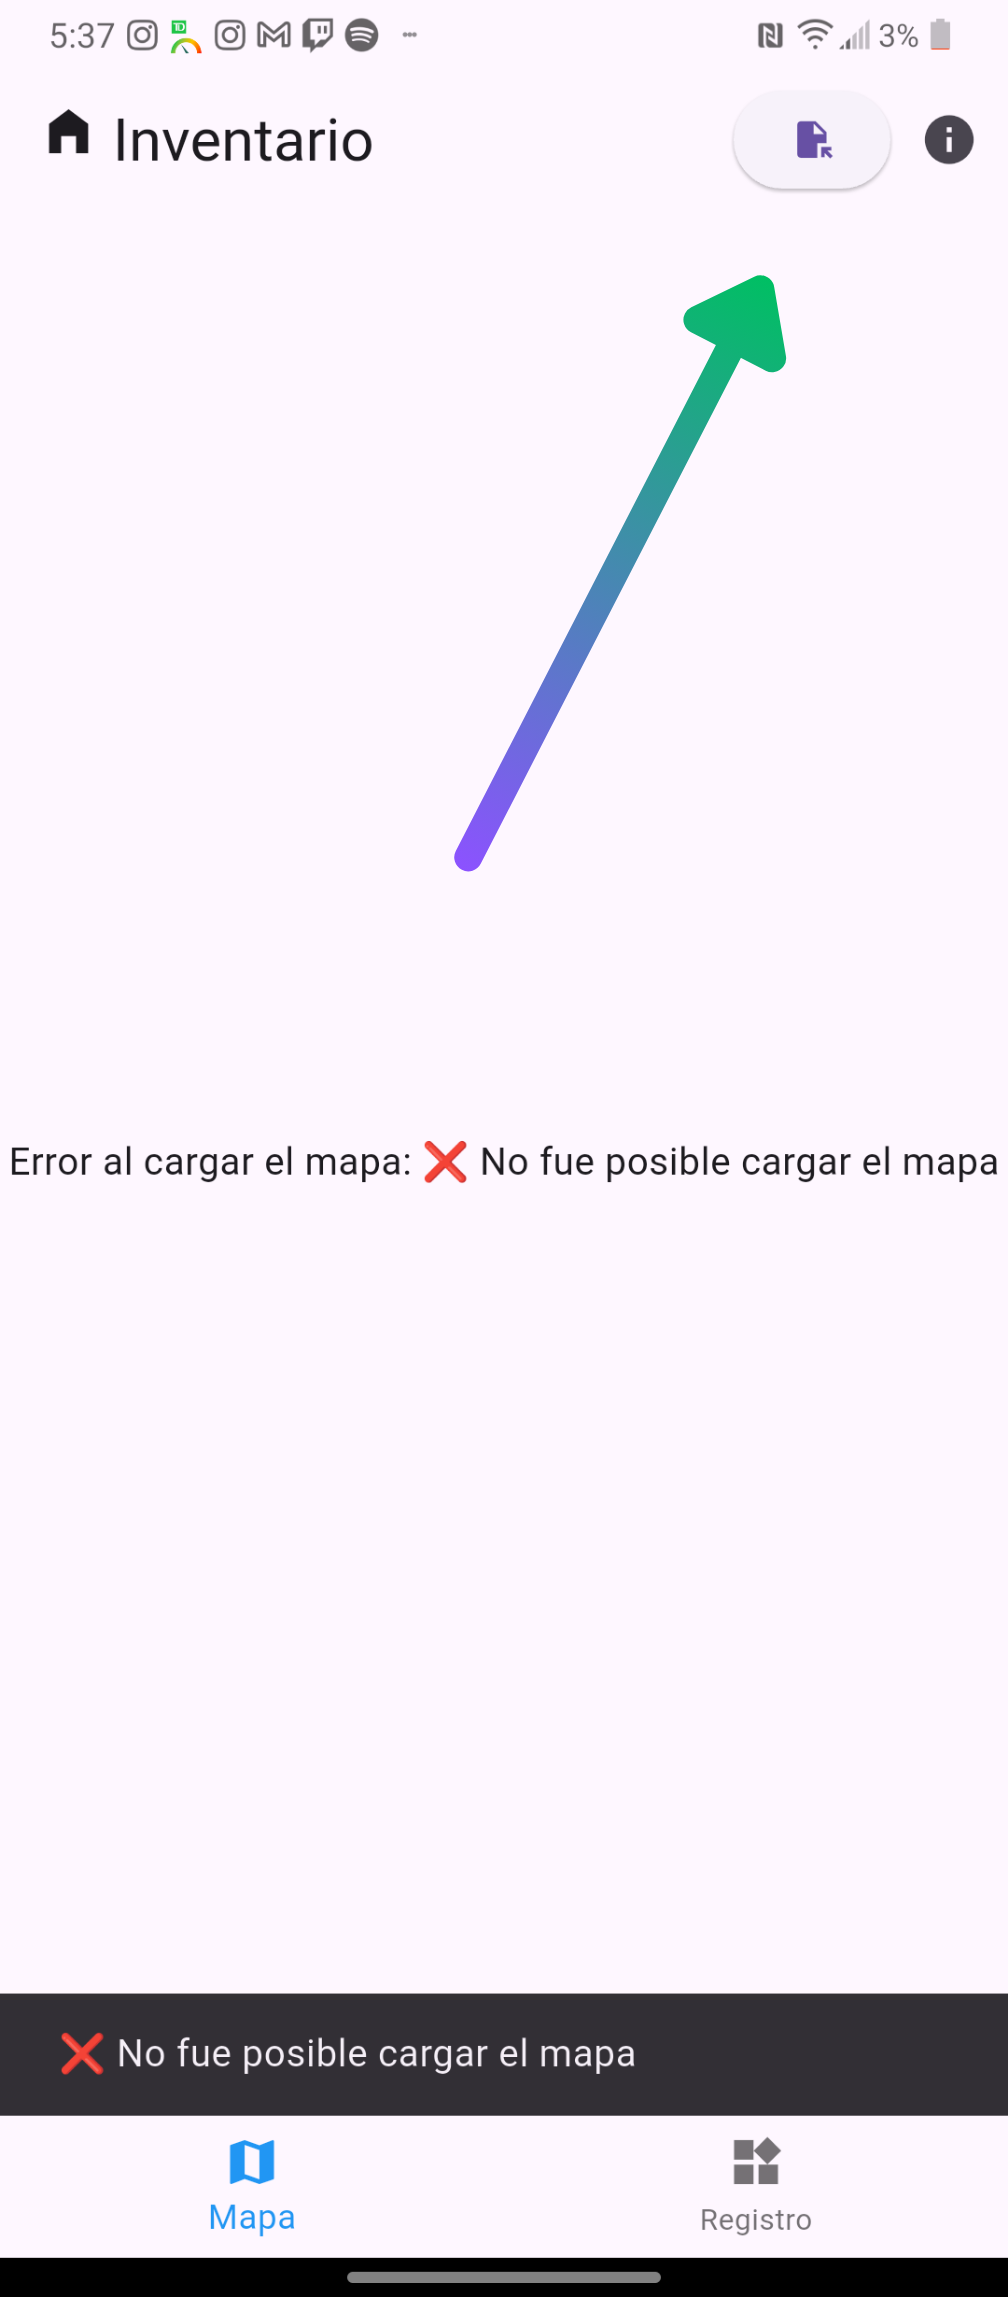 5:37
3%
Inventario
Error al cargar el mapa: ❌ No fue posible cargar el mapa
❌ No fue posible cargar el mapa
Mapa
Registro